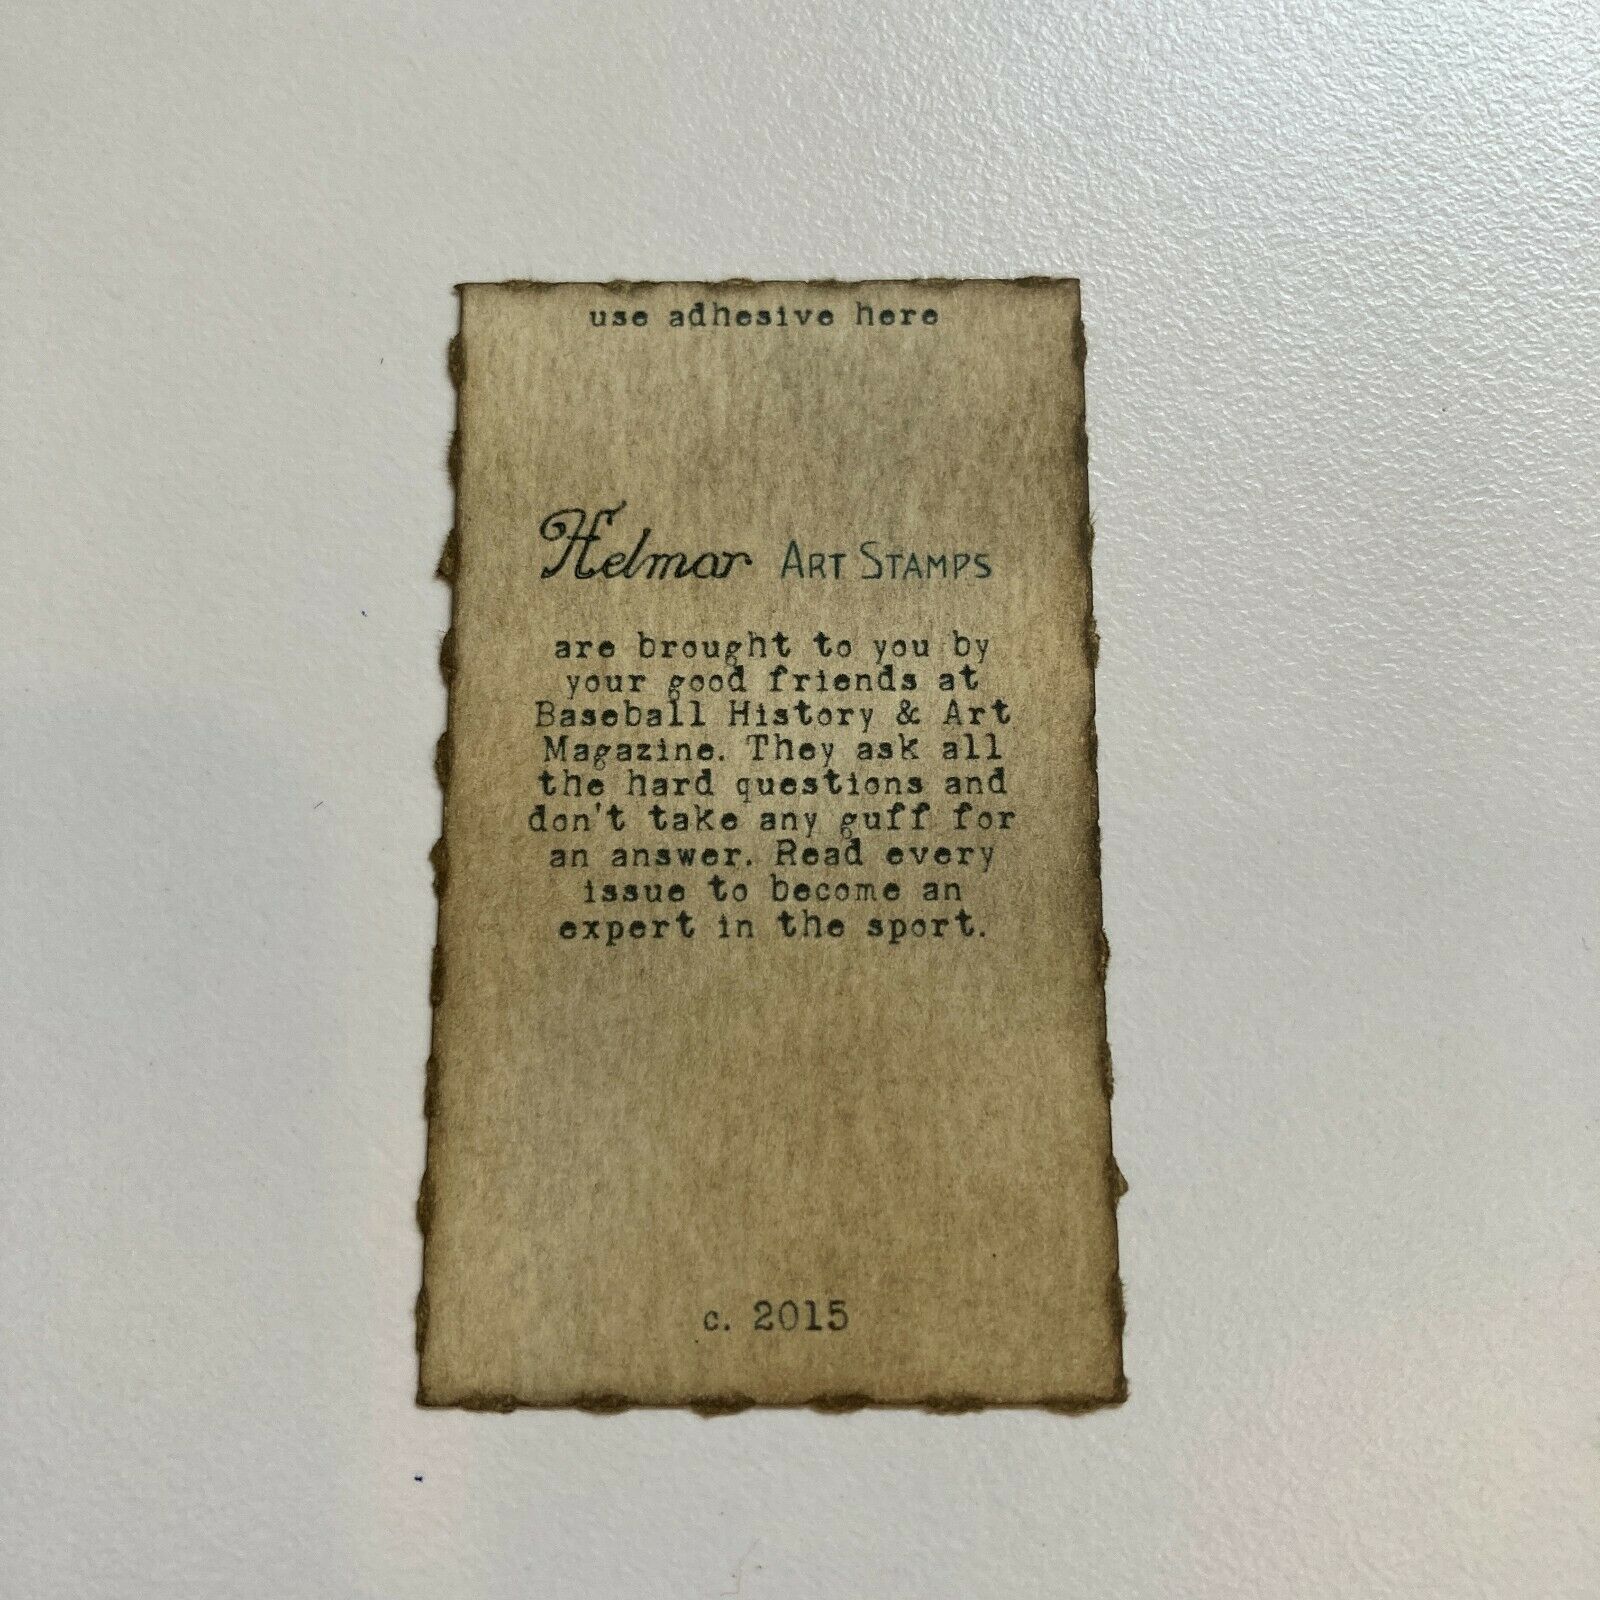 use adhesive here
Helmar ART STAMPS
are brought to you by
your good friends at
Baseball History & Art
Magazine. They ask all
the hard questions and
don't take any guff for
an answer. Read every
issue to become an
expert in the sport.
c. 2015